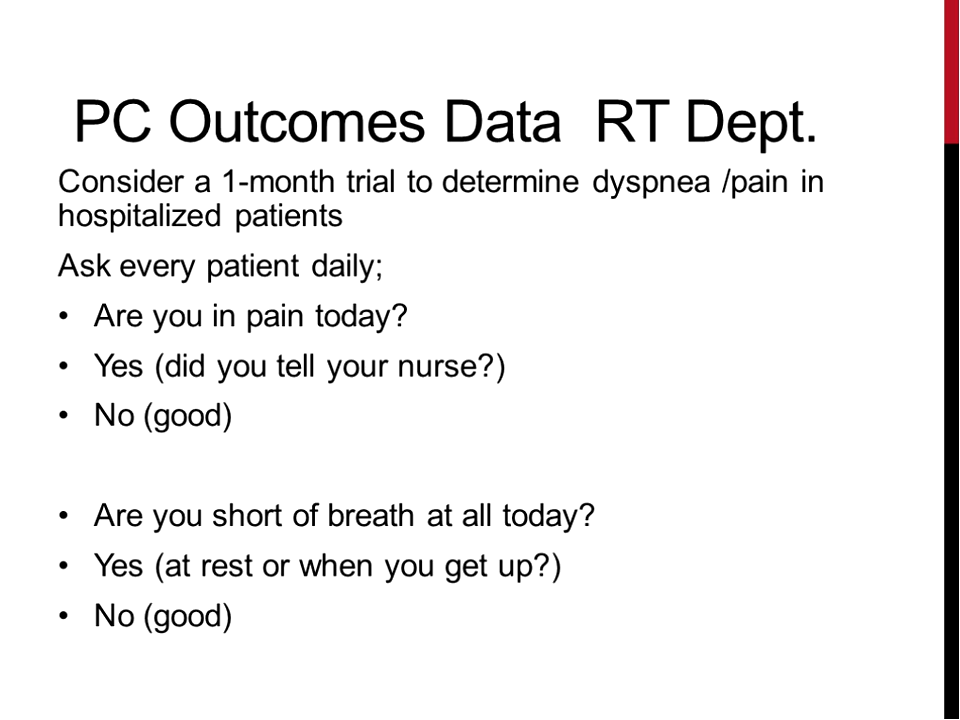 PC Outcomes Data  RT Dept.
Consider a 1-month trial to determine dyspnea /pain in
hospitalized patients
Ask every patient daily;
• Are you in pain today?
• Yes (did you tell your nurse?)
• No (good)
• Are you short of breath at all today?
• Yes (at rest or when you get up?)
• No (good)